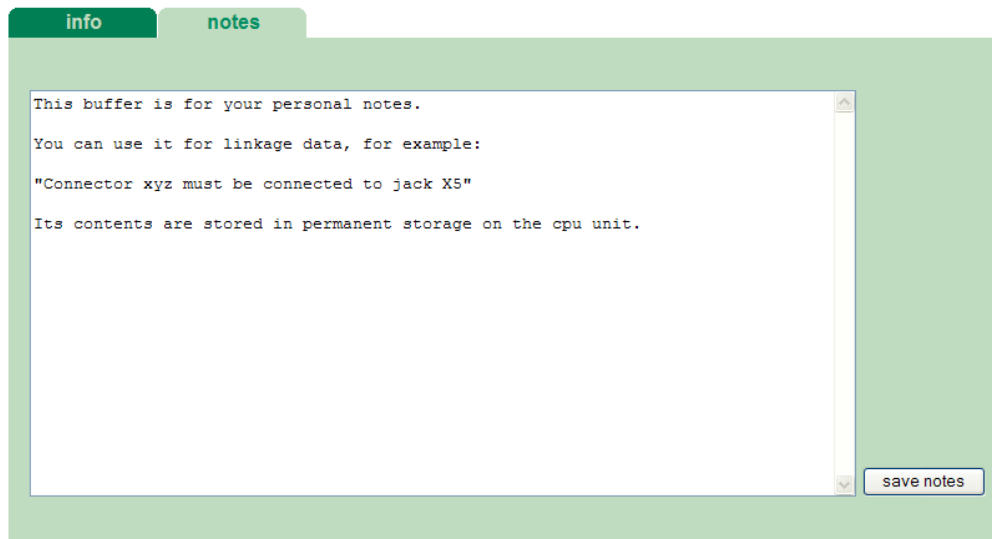 info
notes
This buffer is for your personal notes.
You can use it for linkage data, for example:
"Connector xyz must be connected to jack X5"
Its contents are stored in permanent storage on the cpu unit.
save notes